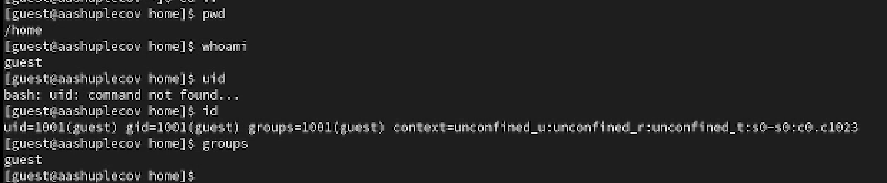 [guest@aashuplecov home]$ pwd
/home
[guest@aashuplecov home]$ whoami
guest
[guest@aashuplecov home]$ uid
bash: uid: command not found...
[guest@aashuplecov home]$ id
uid=1001(guest) gid=1001(guest) groups=1001(guest) context=unconfined_u:unconfined_r:unconfined_t:s0-s0:c0.c1023
[guest@aashuplecov home]$ groups
guest
[guest@aashuplecov home]$